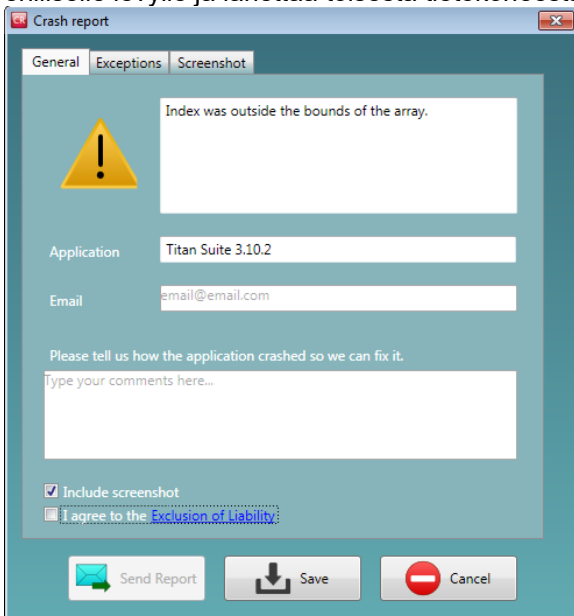 Crash report
General Exceptions Screenshot
Index was outside the bounds of the array.
Application Titan Suite 3.10.2
Email email@email.com
Please tell us how the application crashed so we can fix it.
Type your comments here...
Include screenshot
I agree to the Exclusion of Liability
Send Report Save Cancel